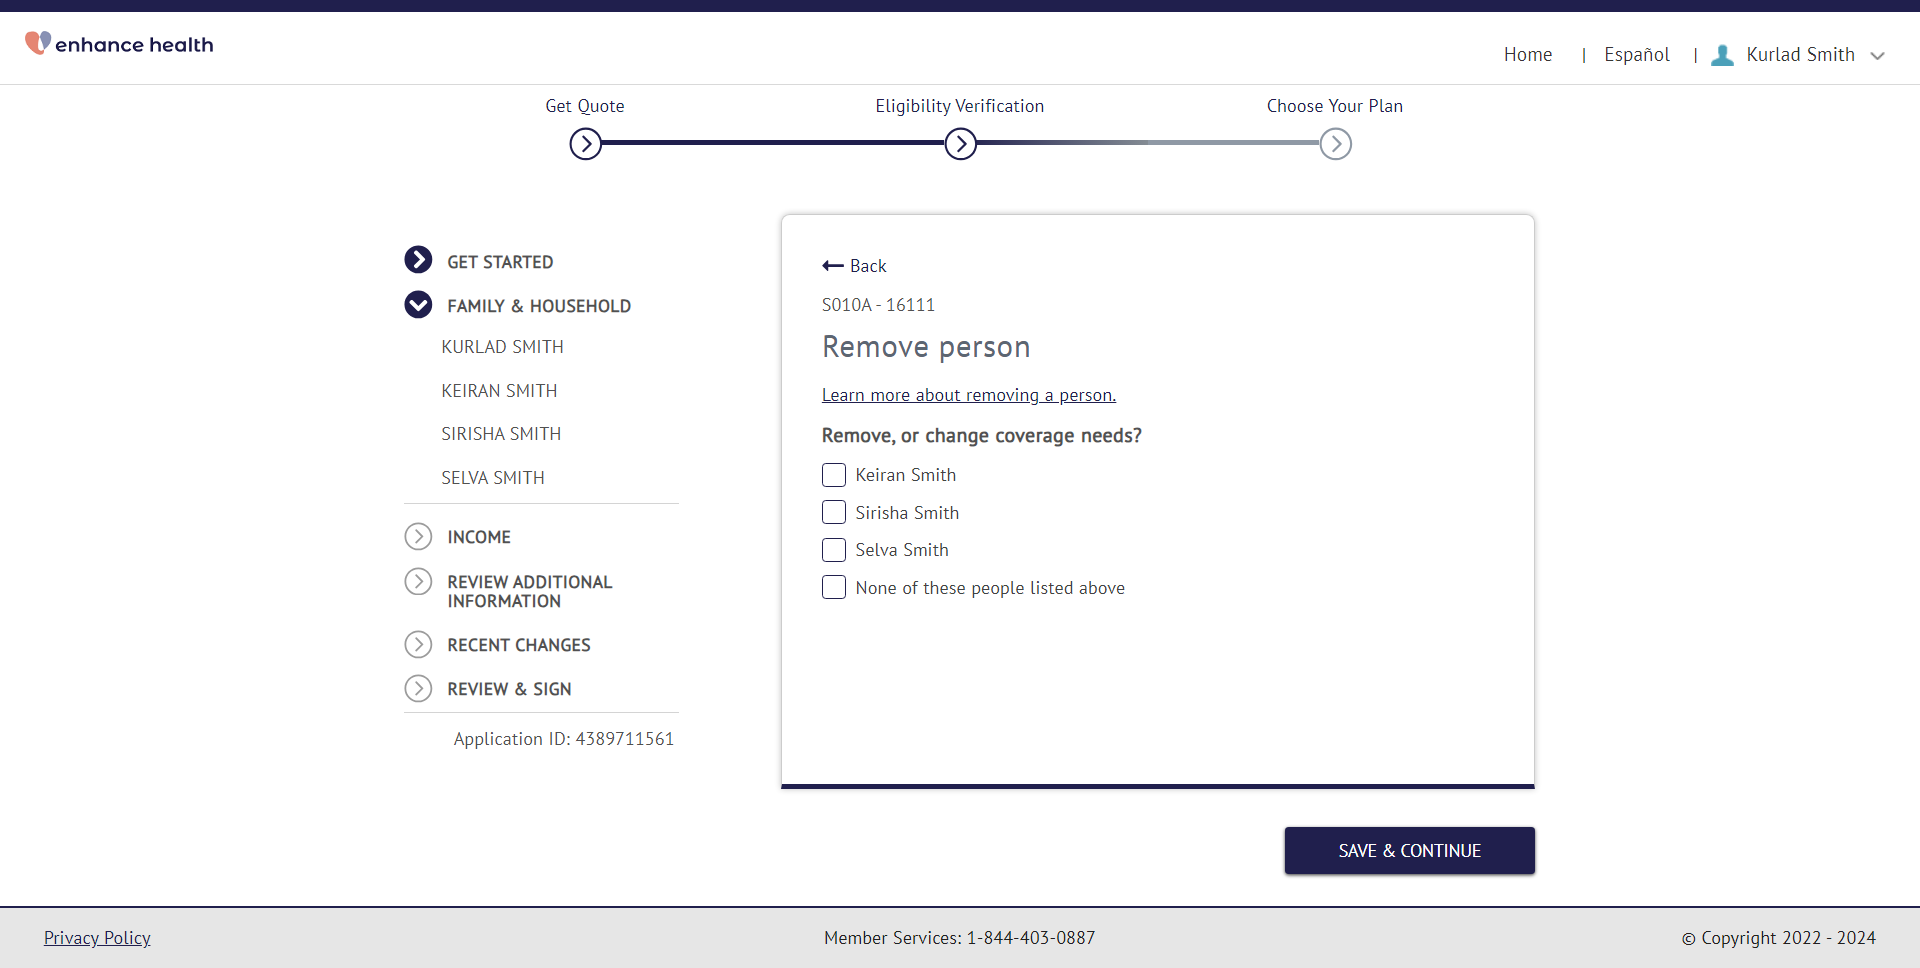 enhance health
Home | Español | Kurlad Smith
Get Quote
Eligibility Verification
Choose Your Plan
GET STARTED
FAMILY & HOUSEHOLD
KURLAD SMITH
KEIRAN SMITH
SIRISHA SMITH
SELVA SMITH
INCOME
REVIEW ADDITIONAL
INFORMATION
RECENT CHANGES
REVIEW & SIGN
Application ID: 4389711561
Back
S010A - 16111
Remove person
Learn more about removing a person.
Remove, or change coverage needs?
Keiran Smith
Sirisha Smith
Selva Smith
None of these people listed above
SAVE & CONTINUE
Privacy Policy
Member Services: 1-844-403-0887
© Copyright 2022 - 2024